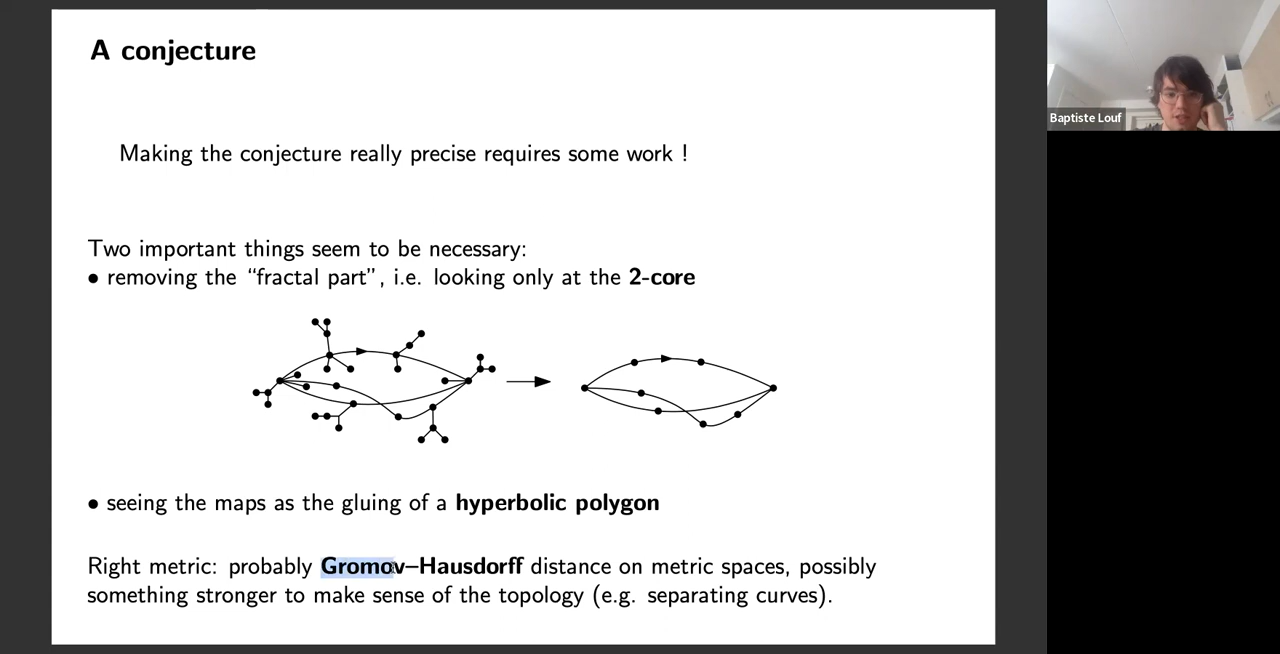 A conjecture
Making the conjecture really precise requires some work !
Two important things seem to be necessary:
• removing the “fractal part”, i.e. looking only at the 2-core
• seeing the maps as the gluing of a hyperbolic polygon
Right metric: probably Gromov–Hausdorff distance on metric spaces, possibly
something stronger to make sense of the topology (e.g. separating curves).
Baptiste Louf